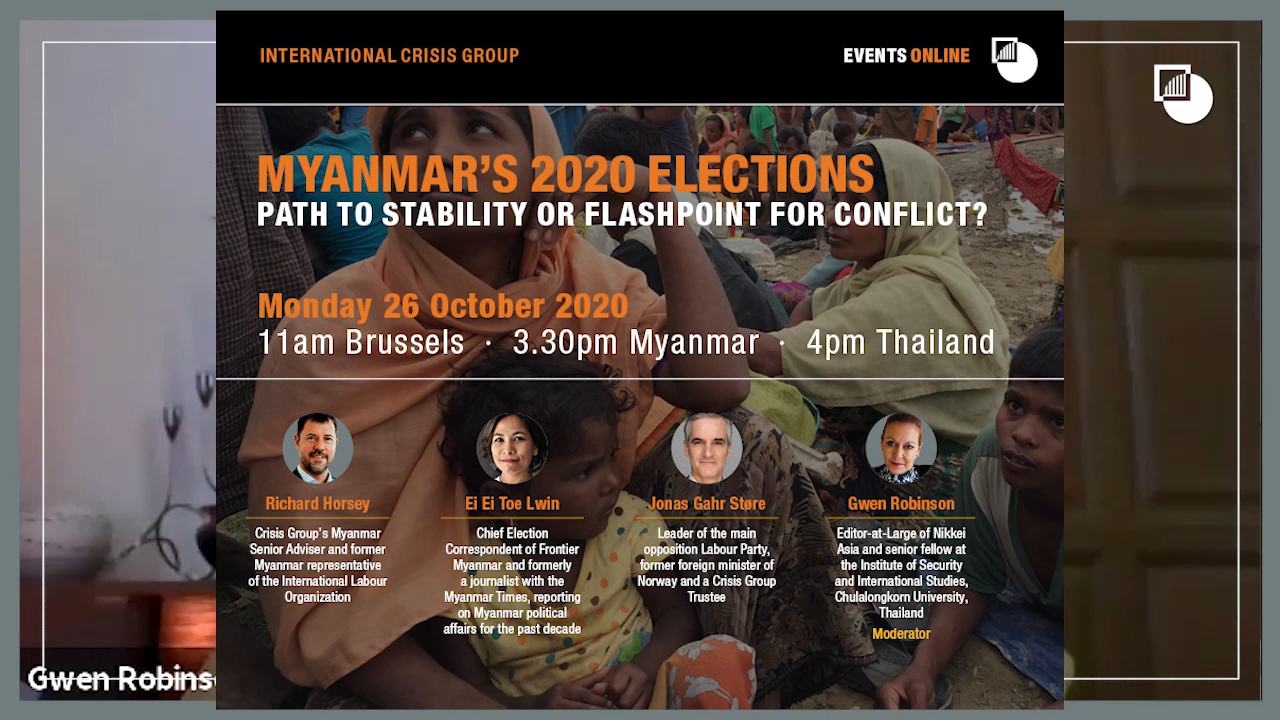 INTERNATIONAL CRISIS GROUP
EVENTS ONLINE
MYANMAR'S 2020 ELECTIONS
PATH TO STABILITY OR FLASHPOINT FOR CONFLICT?
Monday 26 October 2020
11am Brussels · 3.30pm Myanmar · 4pm Thailand
Richard Horsey
Crisis Group's Myanmar
Senior Adviser and former
Myanmar representative
of the International Labour
Organization
Ei Ei Toe Lwin
Chief Election
Correspondent of Frontier
Myanmar and formerly
a journalist with the
Myanmar Times, reporting
on Myanmar political
affairs for the past decade
Jonas Gahr Støre
Leader of the main
opposition Labour Party,
former foreign minister of
Norway and a Crisis Group
Trustee
Gwen Robinson
Editor-at-Large of Nikkei
Asia and senior fellow at
the Institute of Security
and International Studies,
Chulalongkorn University,
Thailand
Moderator
Gwen Robins